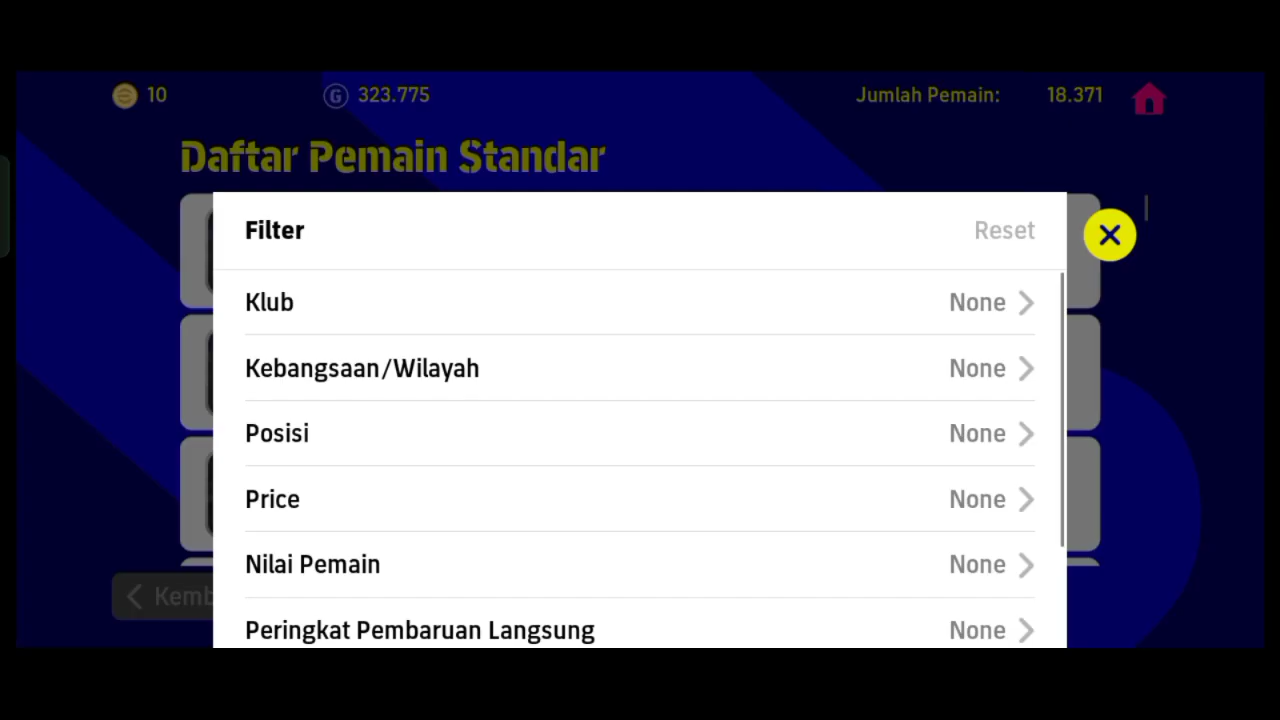 10 323.775 Jumlah Pemain: 18.371
Daftar Pemain Standar
Filter Reset
Klub None
Kebangsaan/Wilayah None
Posisi None
Price None
Nilai Pemain None
Kemb
Peringkat Pembaruan Langsung None